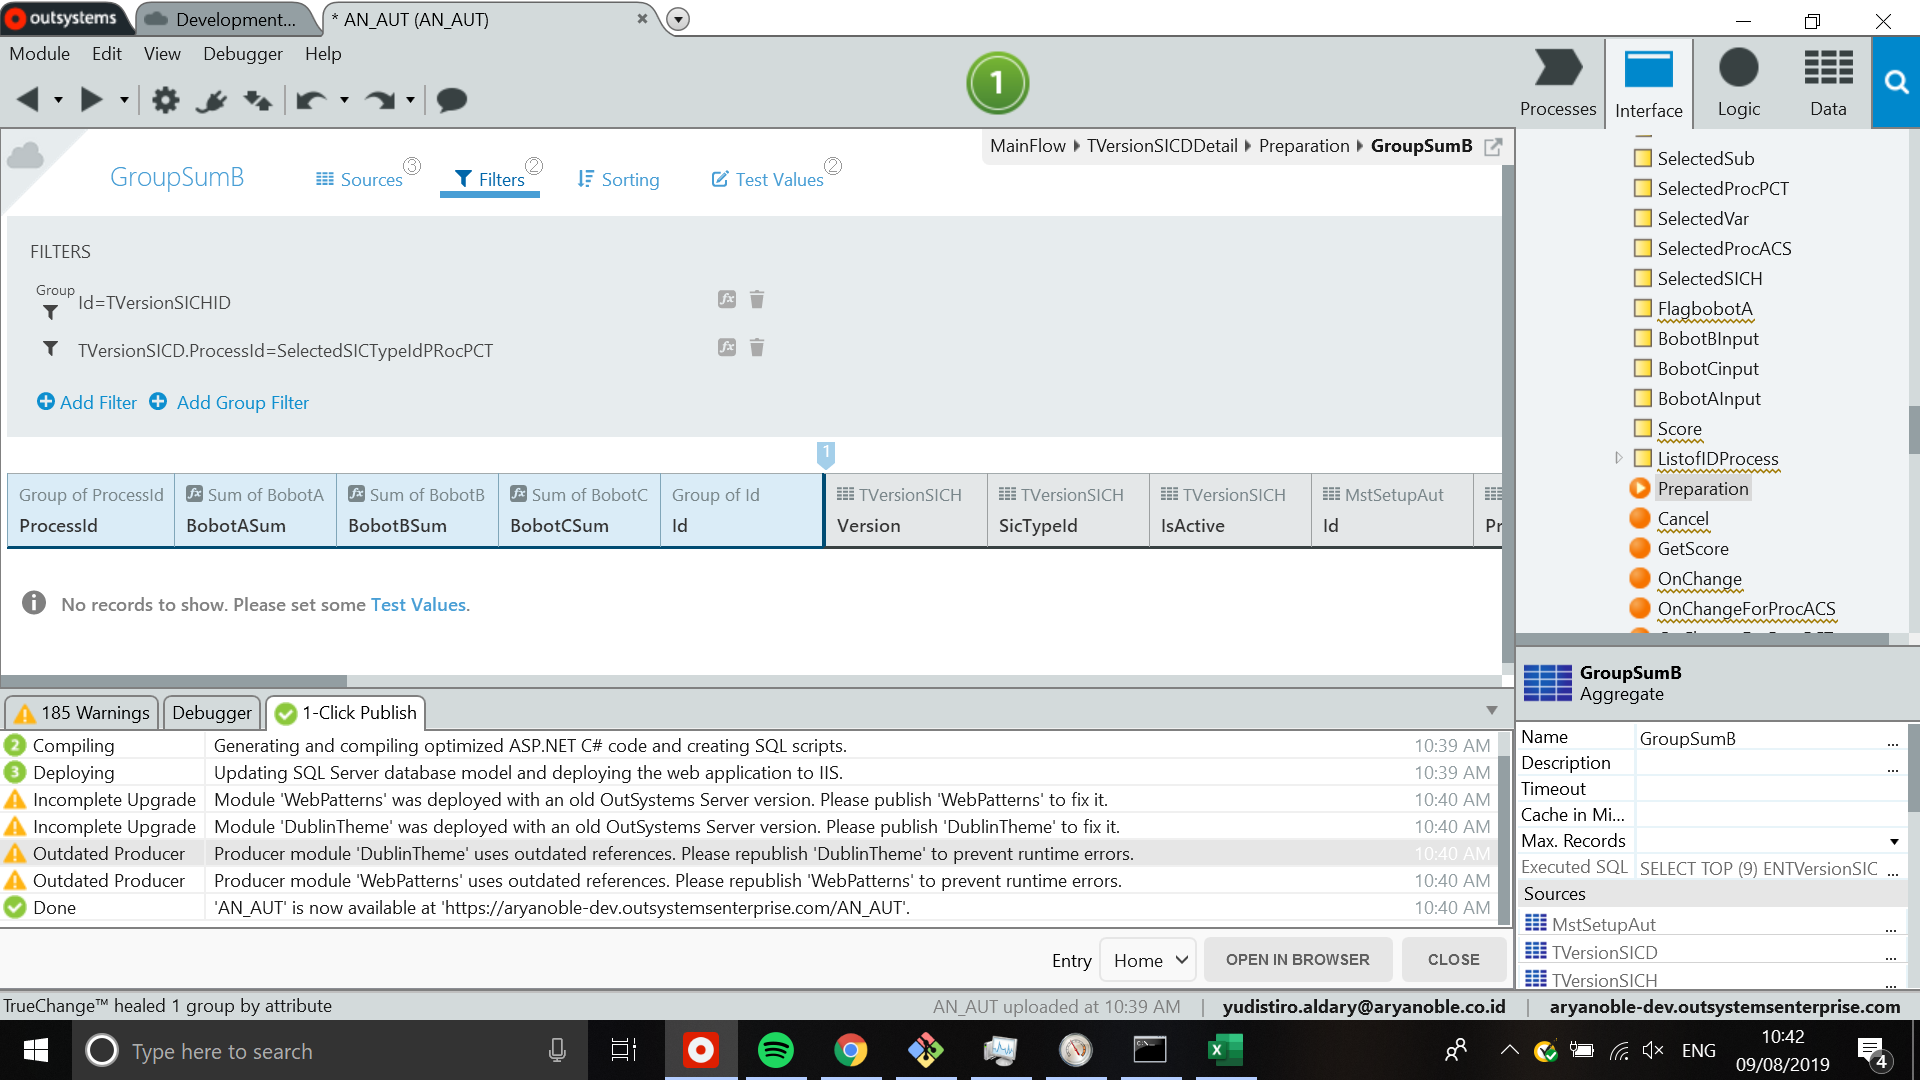 outsystems
Development...
* AN_AUT (AN_AUT)
Module
Edit
View
Debugger
Help
1
Processes
Interface
Logic
Data
MainFlow
TVersionSICDDetail
Preparation
GroupSumB
GroupSumB
Sources
3
Filters
2
Sorting
Test Values
2
FILTERS
Group
Id=TVersionSICHID
TVersionSICD.ProcessId=SelectedSICTypeIdPRocPCT
Add Filter
Add Group Filter
1
Group of ProcessId
ProcessId
Sum of BobotA
BobotASum
Sum of BobotB
BobotBSum
Sum of BobotC
BobotCSum
Group of Id
Id
TVersionSICH
Version
TVersionSICH
SicTypeId
TVersionSICH
IsActive
MstSetupAut
Id
Pr
No records to show. Please set some Test Values.
SelectedSub
SelectedProcPCT
SelectedVar
SelectedProcACS
SelectedSICH
FlagbobotA
BobotBInput
BobotCinput
BobotAInput
Score
ListofIDProcess
Preparation
Cancel
GetScore
OnChange
OnChangeForProcACS
GroupSumB
Aggregate
Name GroupSumB ...
Description ...
Timeout
Cache in Mi...
Max. Records
Executed SQL SELECT TOP (9) ENTVersionSIC ...
Sources
MstSetupAut ...
TVersionSICD ...
TVersionSICH ...
185 Warnings
Debugger
1-Click Publish
2 Compiling Generating and compiling optimized ASP.NET C# code and creating SQL scripts. 10:39 AM
3 Deploying Updating SQL Server database model and deploying the web application to IIS. 10:39 AM
Incomplete Upgrade Module 'WebPatterns' was deployed with an old OutSystems Server version. Please publish 'WebPatterns' to fix it. 10:40 AM
Incomplete Upgrade Module 'DublinTheme' was deployed with an old OutSystems Server version. Please publish 'DublinTheme' to fix it. 10:40 AM
Outdated Producer Producer module 'DublinTheme' uses outdated references. Please republish 'DublinTheme' to prevent runtime errors. 10:40 AM
Outdated Producer Producer module 'WebPatterns' uses outdated references. Please republish 'WebPatterns' to prevent runtime errors. 10:40 AM
Done 'AN_AUT' is now available at 'https://aryanoble-dev.outsystemsenterprise.com/AN_AUT'. 10:40 AM
Entry
Home
OPEN IN BROWSER
CLOSE
TrueChange™ healed 1 group by attribute
AN_AUT uploaded at 10:39 AM
yudistiro.aldary@aryanoble.co.id
aryanoble-dev.outsystemsenterprise.com
Type here to search
ENG
10:42
09/08/2019
4